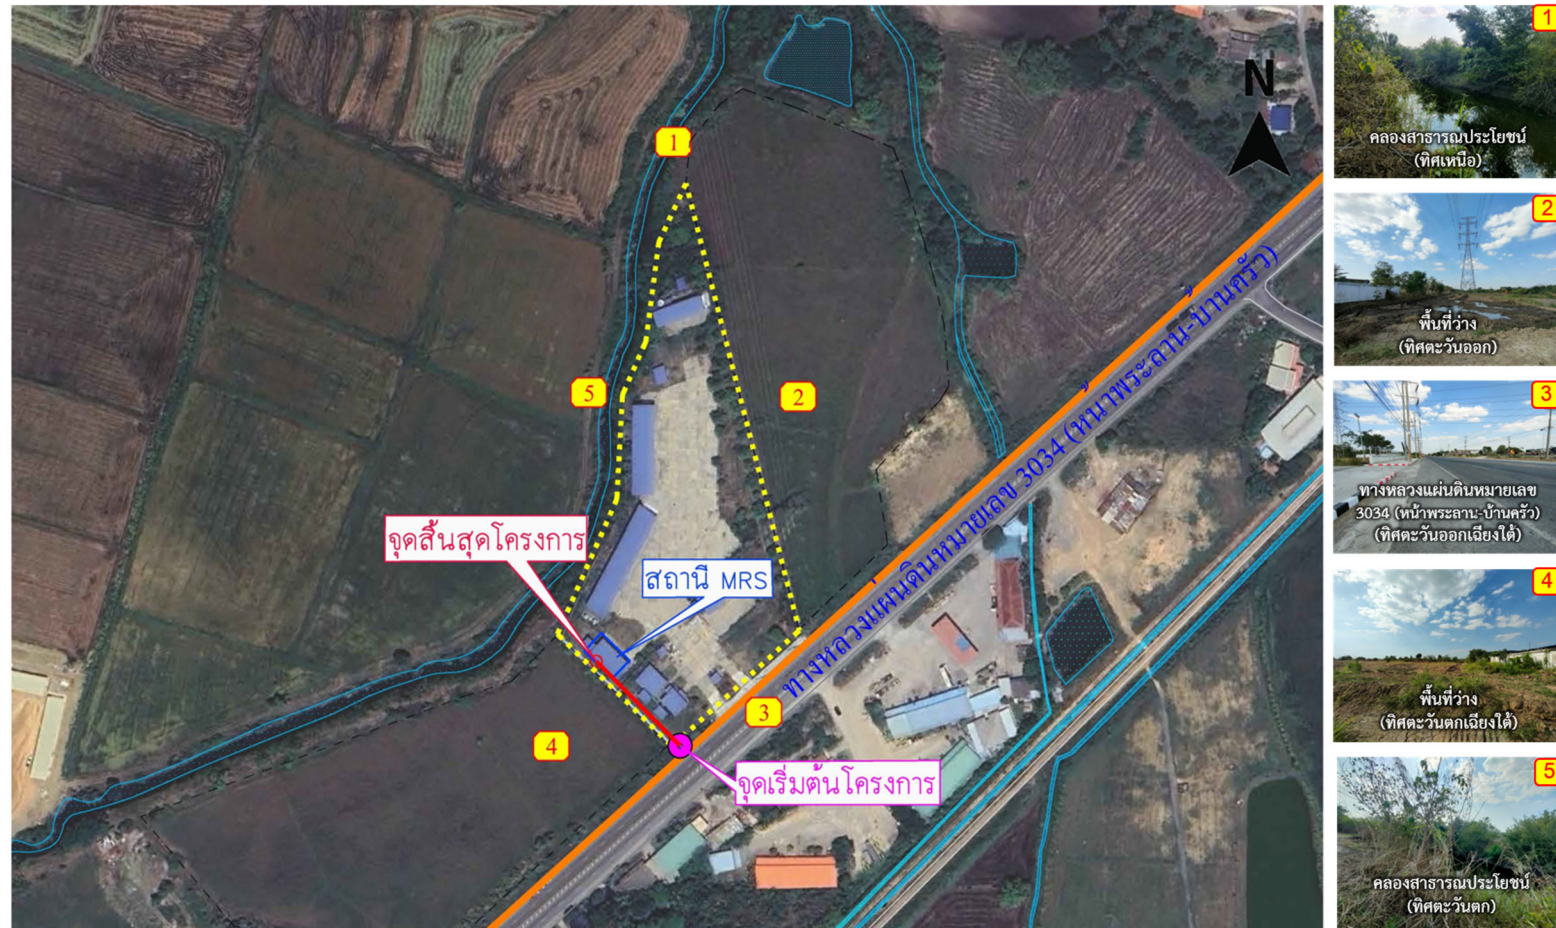 N
1
2
3
4
5
จุดสิ้นสุดโครงการ
สถานี MRS
จุดเริ่มต้นโครงการ
ทางหลวงแผ่นดินหมายเลข 3034 (หน้าพระลาน-บ้านครัว)
1
คลองสาธารณประโยชน์
(ทิศเหนือ)
2
พื้นที่ว่าง
(ทิศตะวันออก)
3
ทางหลวงแผ่นดินหมายเลข
3034 (หน้าพระลาน-บ้านครัว)
(ทิศตะวันออกเฉียงใต้)
4
พื้นที่ว่าง
(ทิศตะวันตกเฉียงใต้)
5
คลองสาธารณประโยชน์
(ทิศตะวันตก)